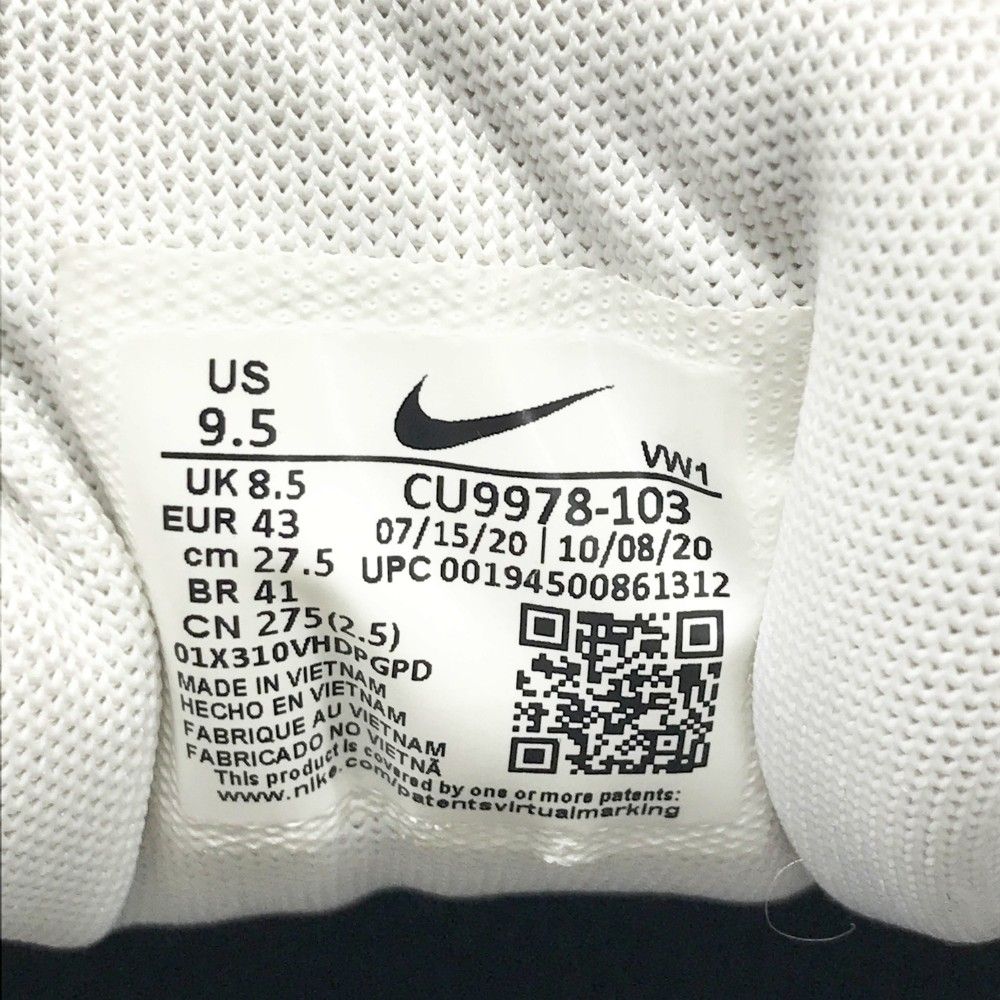 US
9.5
VW1
UK 8.5
EUR 43
cm 27.5
BR 41
CN 275(2.5)
CU9978-103
07/15/20 | 10/08/20
UPC 00194500861312
01X310VHDPGPD
MADE IN VIETNAM
HECHO EN VIETNAM
FABRIQUE AU VIETNAM
FABRICADO NO VIETNÃ
This product is covered by one or more patents:
www.nike.com/patentsvirtualmarking